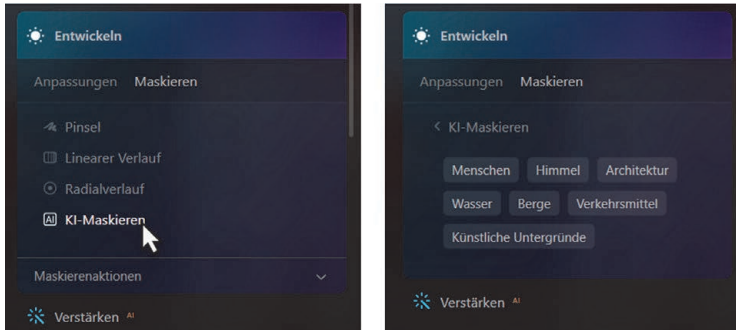 Entwickeln
Anpassungen Maskieren
Pinsel
Linearer Verlauf
Radialverlauf
AI KI-Maskieren
Maskierenaktionen
Verstärken AI
Entwickeln
Anpassungen Maskieren
KI-Maskieren
Menschen Himmel Architektur
Wasser Berge Verkehrsmittel
Künstliche Untergründe
Verstärken AI